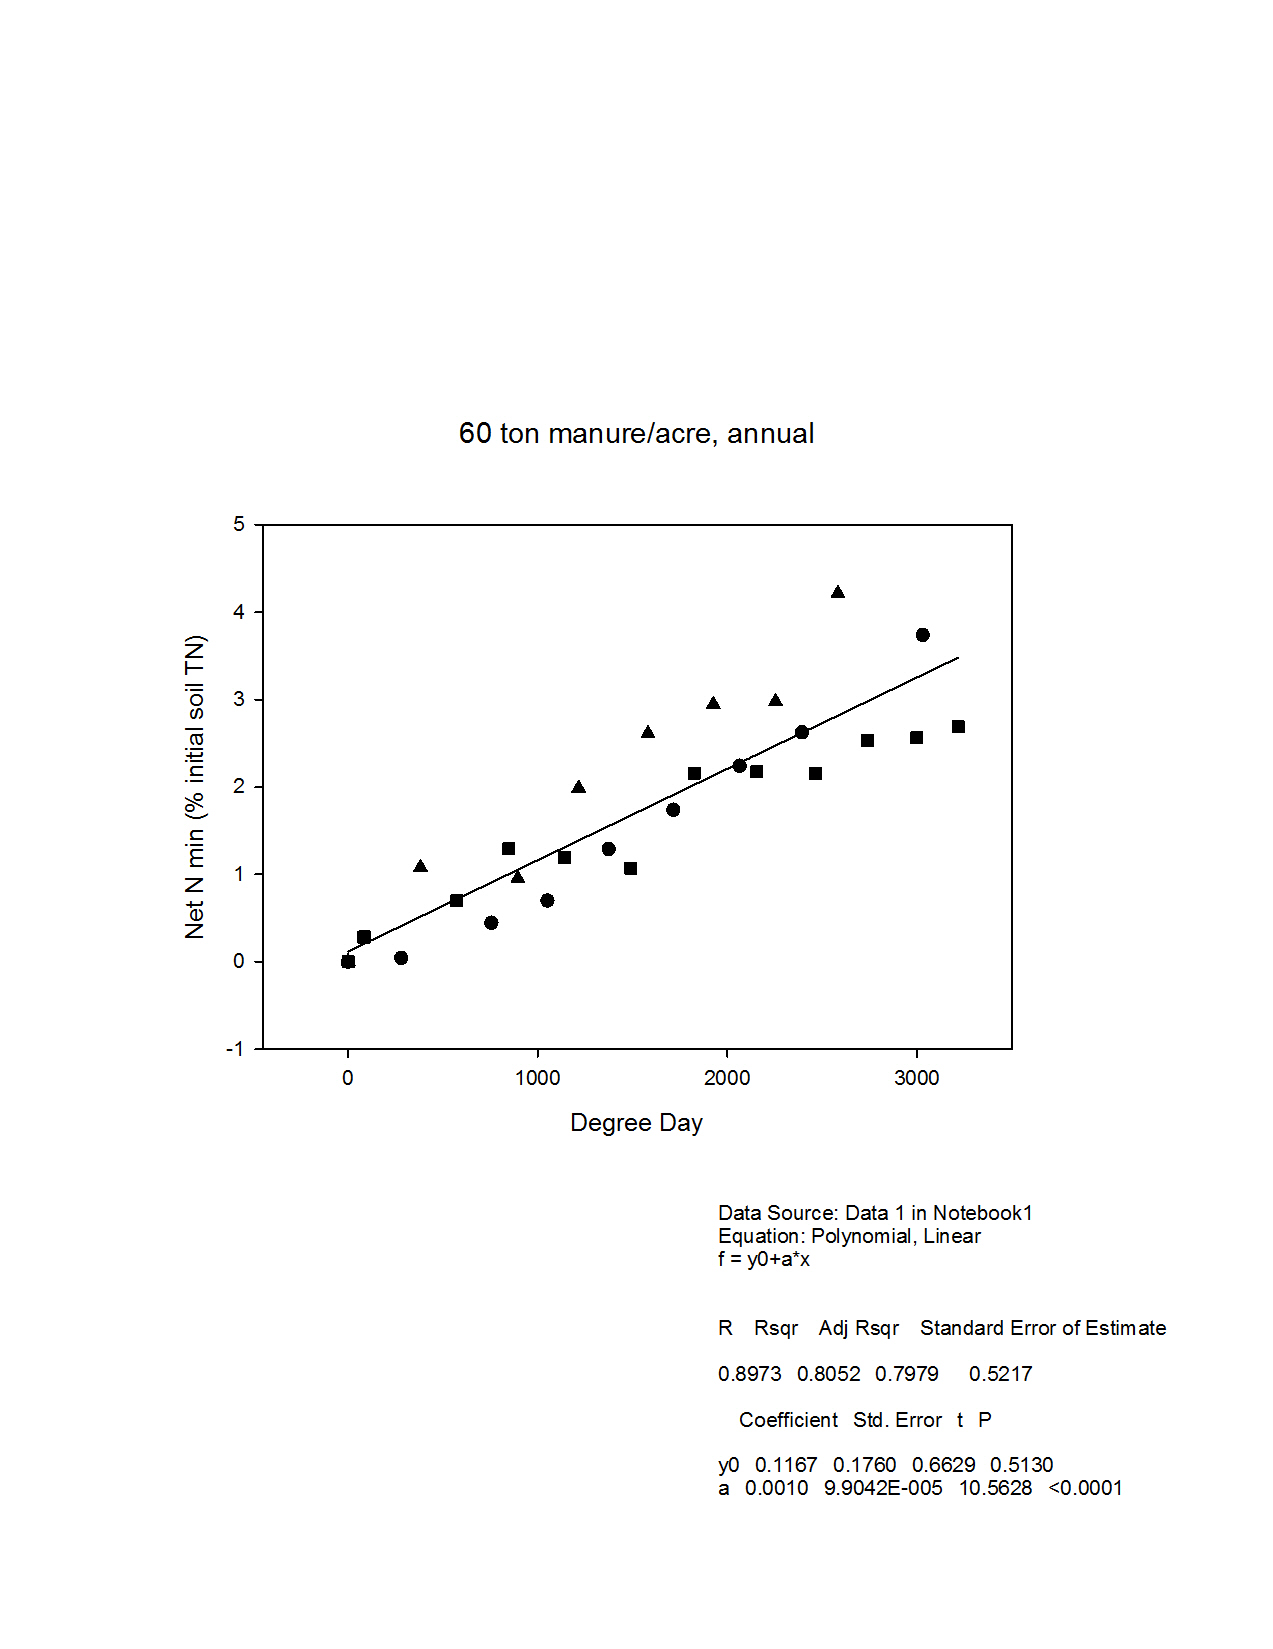 60 ton manure/acre, annual
5
4
3
2
1
0
-1
Net N min (% initial soil TN)
0 1000 2000 3000
Degree Day
Data Source: Data 1 in Notebook1
Equation: Polynomial, Linear
f = y0+a*x
R Rsqr Adj Rsqr Standard Error of Estimate
0.8973 0.8052 0.7979 0.5217
Coefficient Std. Error t P
y0 0.1167 0.1760 0.6629 0.5130
a 0.0010 9.9042E-005 10.5628 <0.0001